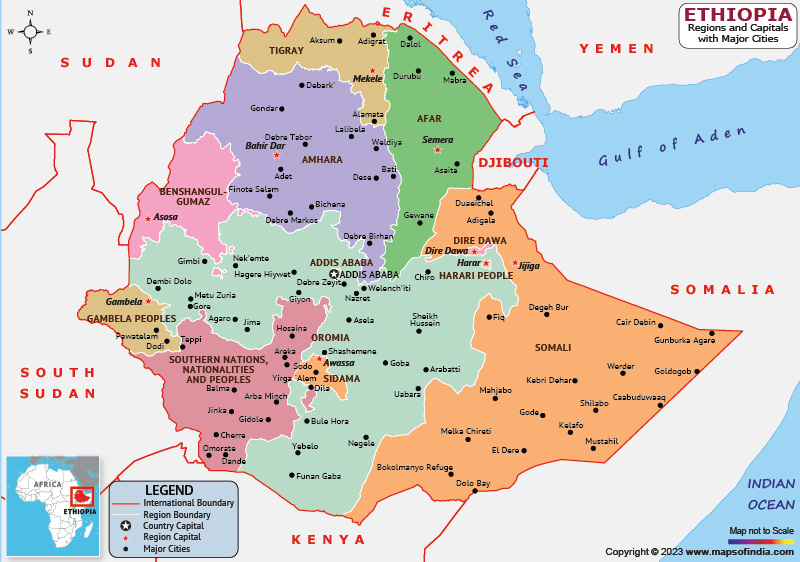 ETHIOPIA
Regions and Capitals
with Major Cities
N
W
E
S
SUDAN
ERITREA
Red Sea
YEMEN
Gulf of Aden
DJIBOUTI
SOMALIA
SOUTH
SUDAN
KENYA
INDIAN
OCEAN
TIGRAY
Aksum
Adigrat
Mekele
Alamata
Dalol
Durubu
Mabra
AFAR
Semera
Asaita
Gewane
Debark'
Gondar
Debre Tabor
Lalibela
Weldiya
Bahir Dar
AMHARA
Adet
Dese
Bati
Finote Selam
Bichena
Debre Markos
Debre Birhan
BENSHANGUL-
GUMAZ
Asosa
Duaeichel
Adigala
DIRE DAWA
Dire Dawa
Harar
HARARI PEOPLE
Jijiga
Chiro
ADDIS ABABA
ADDIS ABABA
Gimbi
Nek'emte
Hagere Hiywet
Debre Zeyit
Welench'iti
Nazret
Giyon
Dembi Dolo
Metu Zuria
Gore
Agaro
Jima
Asela
Sheikh
Hussein
Gambela
GAMBELA PEOPLES
Pawatelam
Dodi
Teppi
Hosaina
OROMIA
Shashemene
Areka
Awassa
Sodo
SIDAMA
Yirga 'Alem
Dila
SOUTHERN NATIONS,
NATIONALITIES
AND PEOPLES
Balma
Arba Minch
Jinka
Gidole
Cherre
Omorate
Dande
Goba
Arabatti
Uabara
Bule Hora
Negele
Yebelo
Funan Gaba
Fiq
Degeh Bur
Cair Debin
Gunburka Agare
SOMALI
Goldogob
Werder
Kebri Dehar
Caabuduwaaq
Mahjabo
Shilabo
Gode
Kelafo
Mustahil
Melka Chireti
El Dere
Bokolmanyo Refuge
Dolo Bay
AFRICA
ETHIOPIA
LEGEND
International Boundary
Region Boundary
Country Capital
Region Capital
Major Cities
Map not to Scale
Copyright © 2023 www.mapsofindia.com